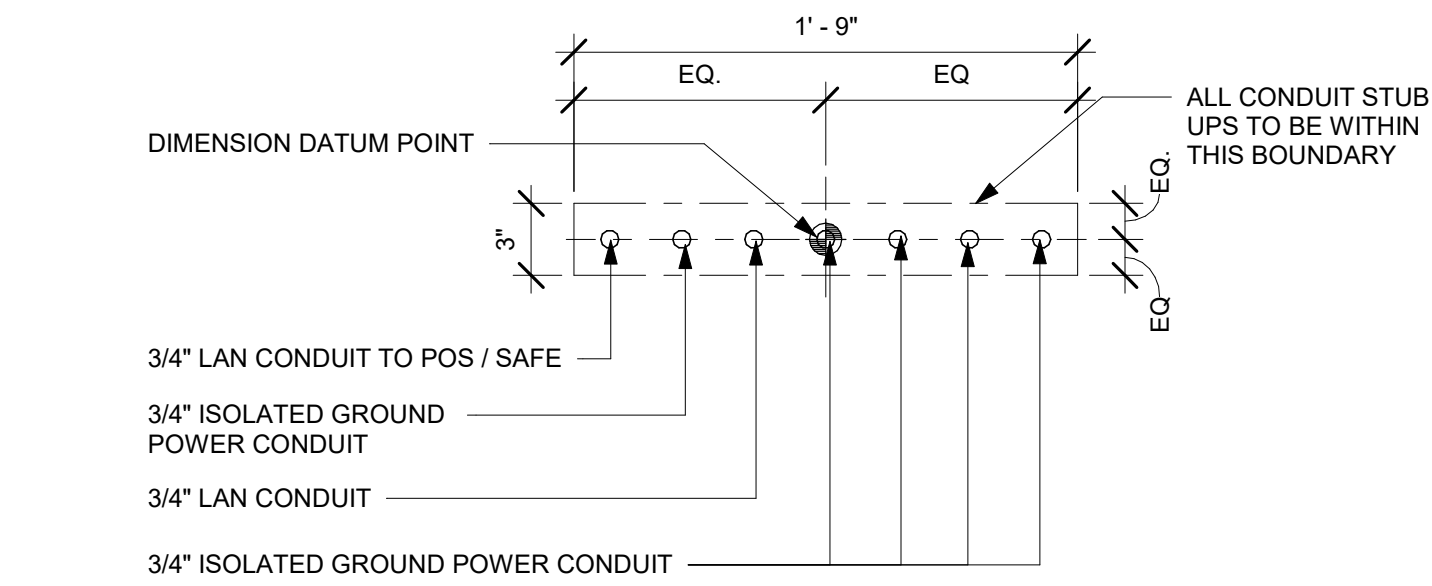 1' - 9"
EQ.
EQ
DIMENSION DATUM POINT
ALL CONDUIT STUB
UPS TO BE WITHIN
THIS BOUNDARY
EQ.
3"
EQ
3/4" LAN CONDUIT TO POS / SAFE
3/4" ISOLATED GROUND
POWER CONDUIT
3/4" LAN CONDUIT
3/4" ISOLATED GROUND POWER CONDUIT